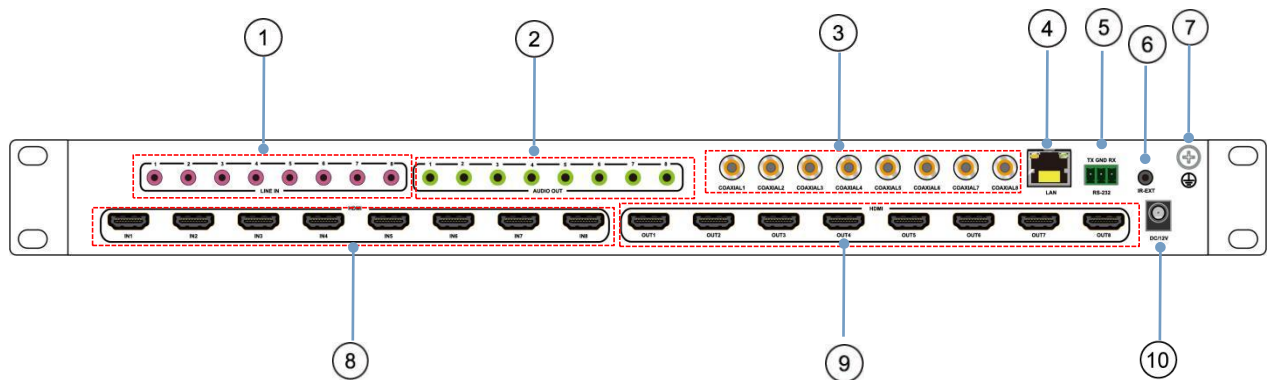 1 2 3 4 5 6 7
1 2 3 4 5 6 7 8
LINE IN
1 2 3 4 5 6 7 8
AUDIO OUT
COAXIAL1 COAXIAL2 COAXIAL3 COAXIAL4 COAXIAL5 COAXIAL6 COAXIAL7 COAXIAL8
LAN
TX GND RX
RS-232
IR-EXT
HDMI
IN1 IN2 IN3 IN4 IN5 IN6 IN7 IN8
HDMI
OUT1 OUT2 OUT3 OUT4 OUT5 OUT6 OUT7 OUT8
DC/12V
8 9 10